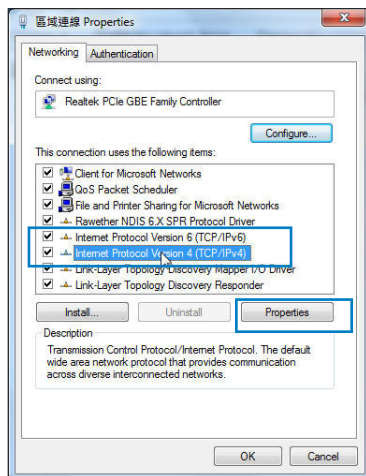 區域連線 Properties
Networking
Authentication
Connect using:
Realtek PCIe GBE Family Controller
Configure...
This connection uses the following items:
Client for Microsoft Networks
QoS Packet Scheduler
File and Printer Sharing for Microsoft Networks
Rawether NDIS 6.X SPR Protocol Driver
Internet Protocol Version 6 (TCP/IPv6)
Internet Protocol Version 4 (TCP/IPv4)
Link-Layer Topology Discovery Mapper I/O Driver
Link-Layer Topology Discovery Responder
Install...
Uninstall
Properties
Description
Transmission Control Protocol/Internet Protocol. The default
wide area network protocol that provides communication
across diverse interconnected networks.
OK
Cancel